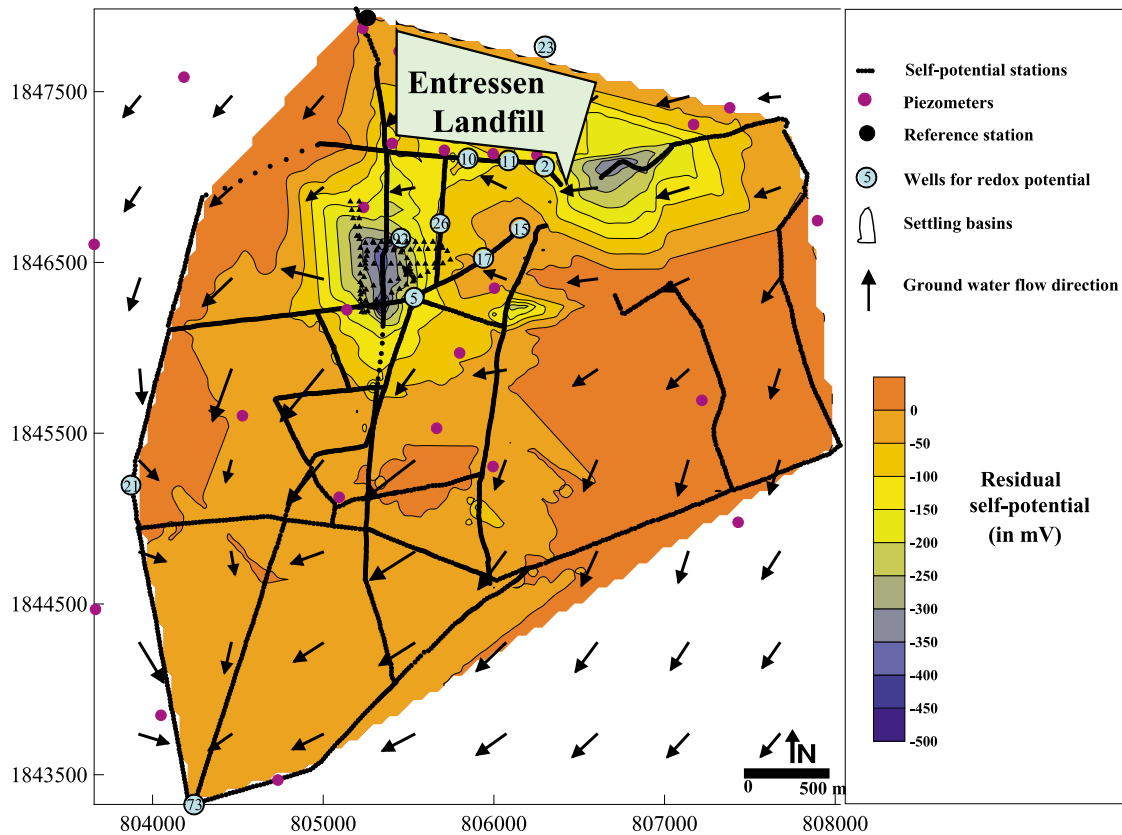 1847500
1846500
1845500
1844500
1843500
804000
805000
806000
807000
808000
Entressen
Landfill
23
10
11
2
26
92
15
17
5
21
73
N
0 500 m
Self-potential stations
Piezometers
Reference station
5 Wells for redox potential
Settling basins
Ground water flow direction
0
-50
-100
-150
-200
-250
-300
-350
-400
-450
-500
Residual
self-potential
(in mV)